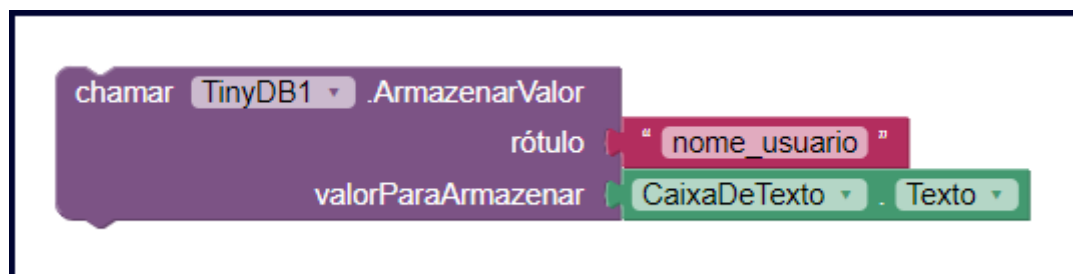 chamar TinyDB1 .ArmazenarValor
rótulo “ nome_usuario ”
valorParaArmazenar CaixaDeTexto . Texto